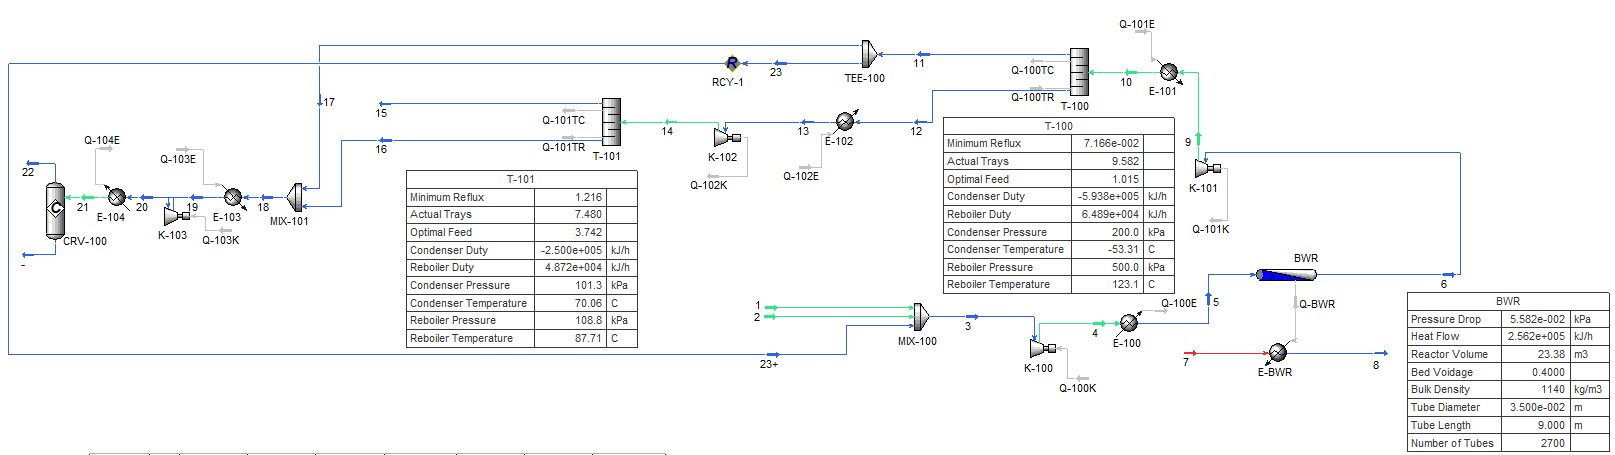 Q-101E
11
23
RCY-1
TEE-100
Q-100TC
10
E-101
Q-100TR
T-100
17
15
Q-101TC
14
13
12
16
Q-101TR
T-101
K-102
E-102
9
Q-104E
Q-103E
Q-102K
Q-102E
K-101
22
21
E-104
20
19
E-103
18
MIX-101
K-103
Q-103K
CRV-100
C
R
-
Q-101K
T-100
Minimum Reflux 7.166e-002
Actual Trays 9.582
Optimal Feed 1.015
Condenser Duty -5.938e+005 kJ/h
Reboiler Duty 6.489e+004 kJ/h
Condenser Pressure 200.0 kPa
Condenser Temperature -53.31 C
Reboiler Pressure 500.0 kPa
Reboiler Temperature 123.1 C
T-101
Minimum Reflux 1.216
Actual Trays 7.480
Optimal Feed 3.742
Condenser Duty -2.500e+005 kJ/h
Reboiler Duty 4.872e+004 kJ/h
Condenser Pressure 101.3 kPa
Condenser Temperature 70.06 C
Reboiler Pressure 108.8 kPa
Reboiler Temperature 87.71 C
BWR
6
1
2
3
MIX-100
4
E-100
Q-100E
5
Q-BWR
23+
K-100
Q-100K
7
E-BWR
8
BWR
Pressure Drop 5.582e-002 kPa
Heat Flow 2.562e+005 kJ/h
Reactor Volume 23.38 m3
Bed Voidage 0.4000
Bulk Density 1140 kg/m3
Tube Diameter 3.500e-002 m
Tube Length 9.000 m
Number of Tubes 2700